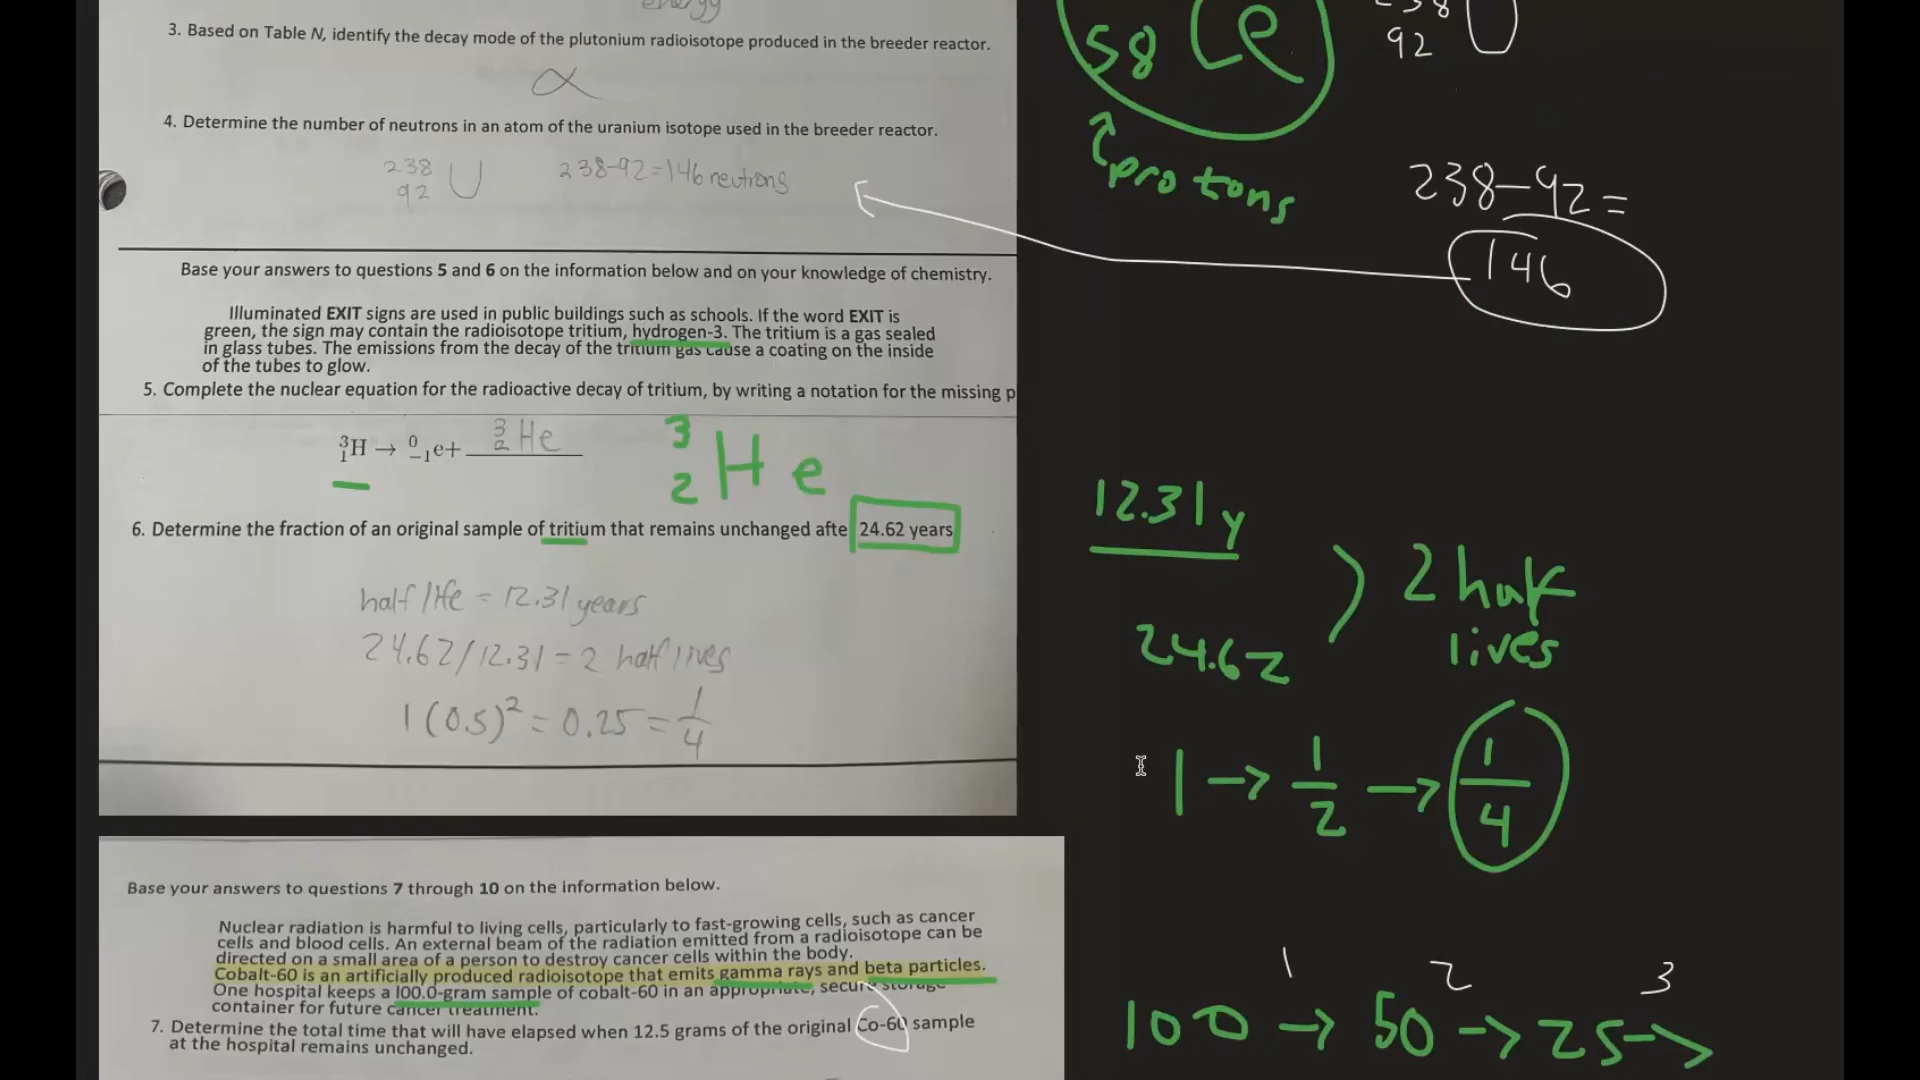 energy
3. Based on Table N, identify the decay mode of the plutonium radioisotope produced in the breeder reactor.
α
4. Determine the number of neutrons in an atom of the uranium isotope used in the breeder reactor.
238
92 U
238-92=146 neutrons
Base your answers to questions 5 and 6 on the information below and on your knowledge of chemistry.
Illuminated EXIT signs are used in public buildings such as schools. If the word EXIT is
green, the sign may contain the radioisotope tritium, hydrogen-3. The tritium is a gas sealed
in glass tubes. The emissions from the decay of the tritium gas cause a coating on the inside
of the tubes to glow.
5. Complete the nuclear equation for the radioactive decay of tritium, by writing a notation for the missing p
³₁H → ⁰₋₁e+ ³₂He
³₂He
6. Determine the fraction of an original sample of tritium that remains unchanged afte 24.62 years
half life = 12.31 years
24.62/12.31 = 2 half lives
1(0.5)² = 0.25 = 1/4
Base your answers to questions 7 through 10 on the information below.
Nuclear radiation is harmful to living cells, particularly to fast-growing cells, such as cancer
cells and blood cells. An external beam of the radiation emitted from a radioisotope can be
directed on a small area of a person to destroy cancer cells within the body.
Cobalt-60 is an artificially produced radioisotope that emits gamma rays and beta particles.
One hospital keeps a 100.0-gram sample of cobalt-60 in an appropriate, secure storage
container for future cancer treatment.
7. Determine the total time that will have elapsed when 12.5 grams of the original Co-60 sample
at the hospital remains unchanged.
58 Ce
protons
238
92 U
238-92=
146
12.31 y
24.62
2 half
lives
1 → 1/2 → 1/4
1 2 3
100 → 50 → 25 →